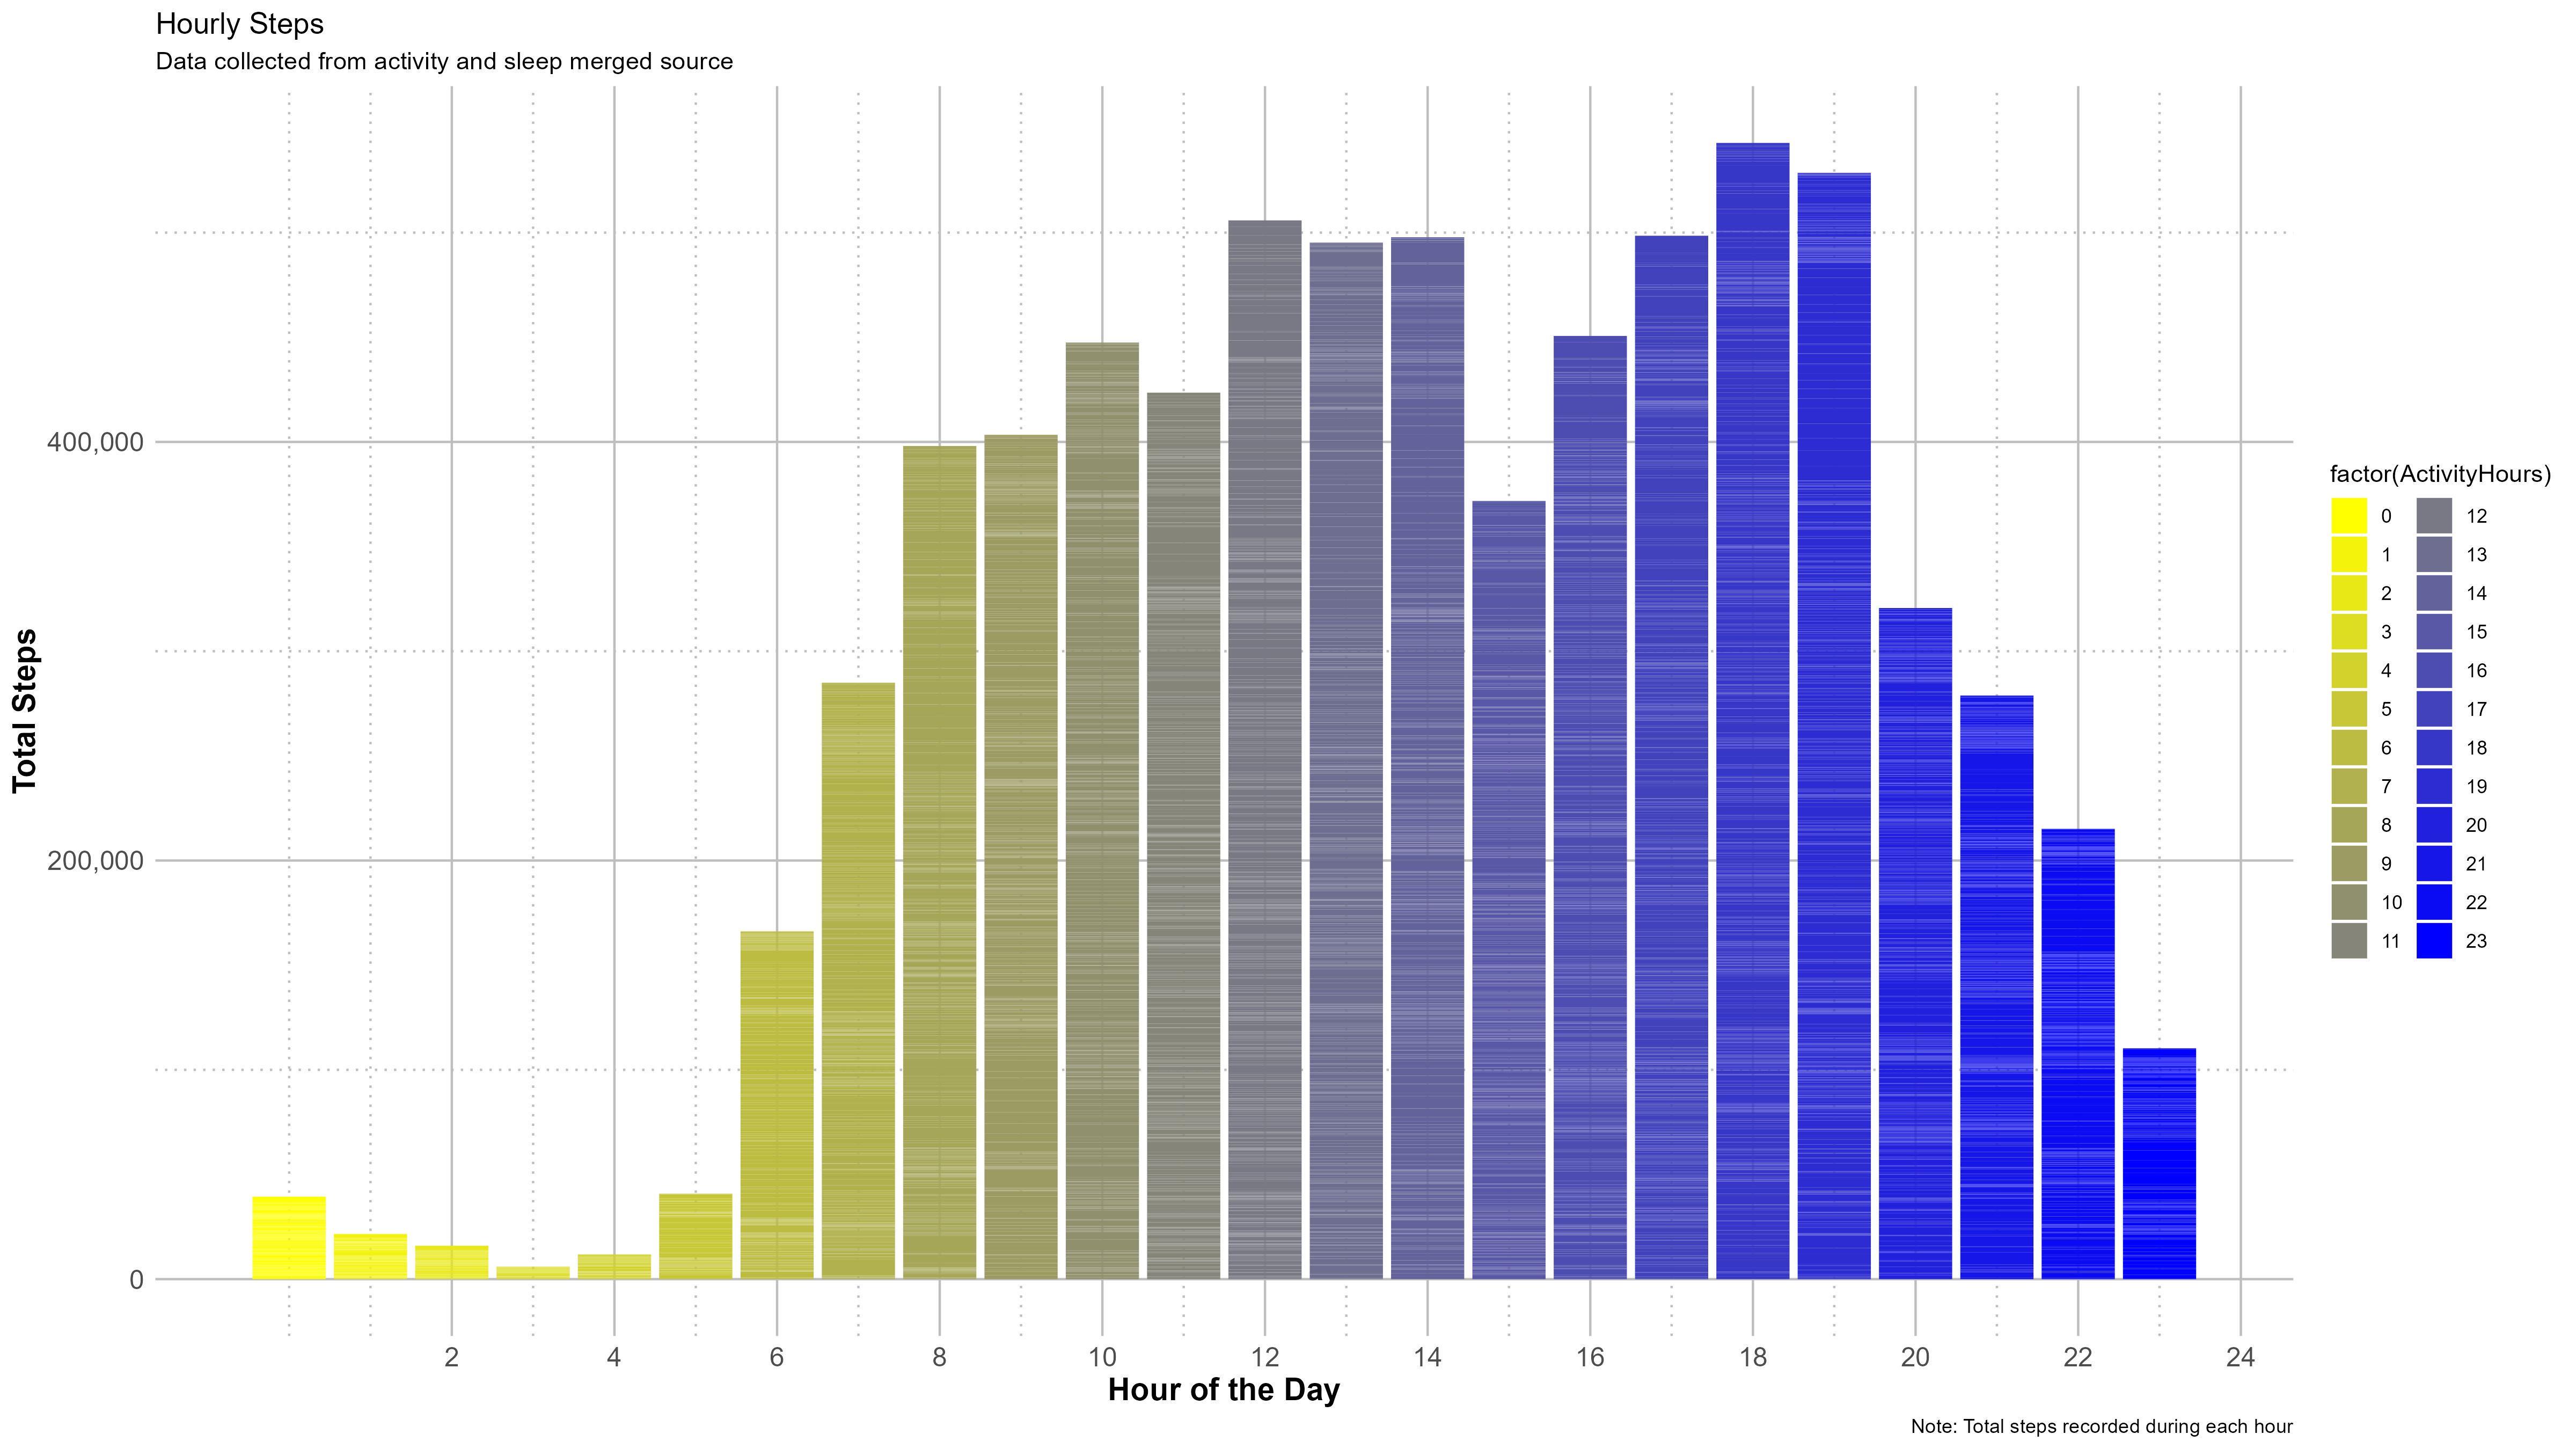 Hourly Steps
Data collected from activity and sleep merged source
Total Steps
400,000
200,000
0
2 4 6 8 10 12 14 16 18 20 22 24
Hour of the Day
factor(ActivityHours)
0 12
1 13
2 14
3 15
4 16
5 17
6 18
7 19
8 20
9 21
10 22
11 23
Note: Total steps recorded during each hour